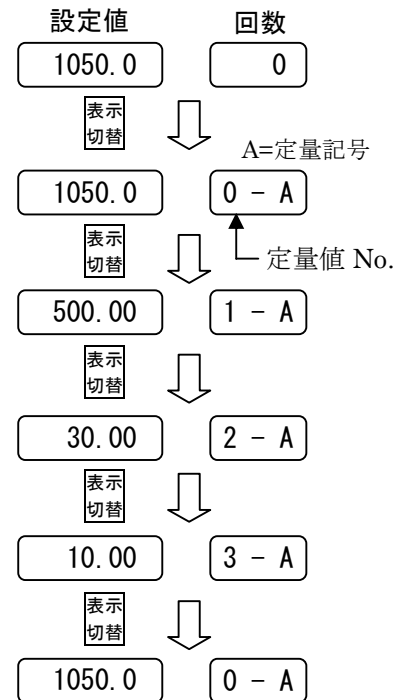 設定値 回数
1050.0 0
表示
切替
A=定量記号
1050.0 0 - A
表示
切替
定量値 No.
500.00 1 - A
表示
切替
30.00 2 - A
表示
切替
10.00 3 - A
表示
切替
1050.0 0 - A